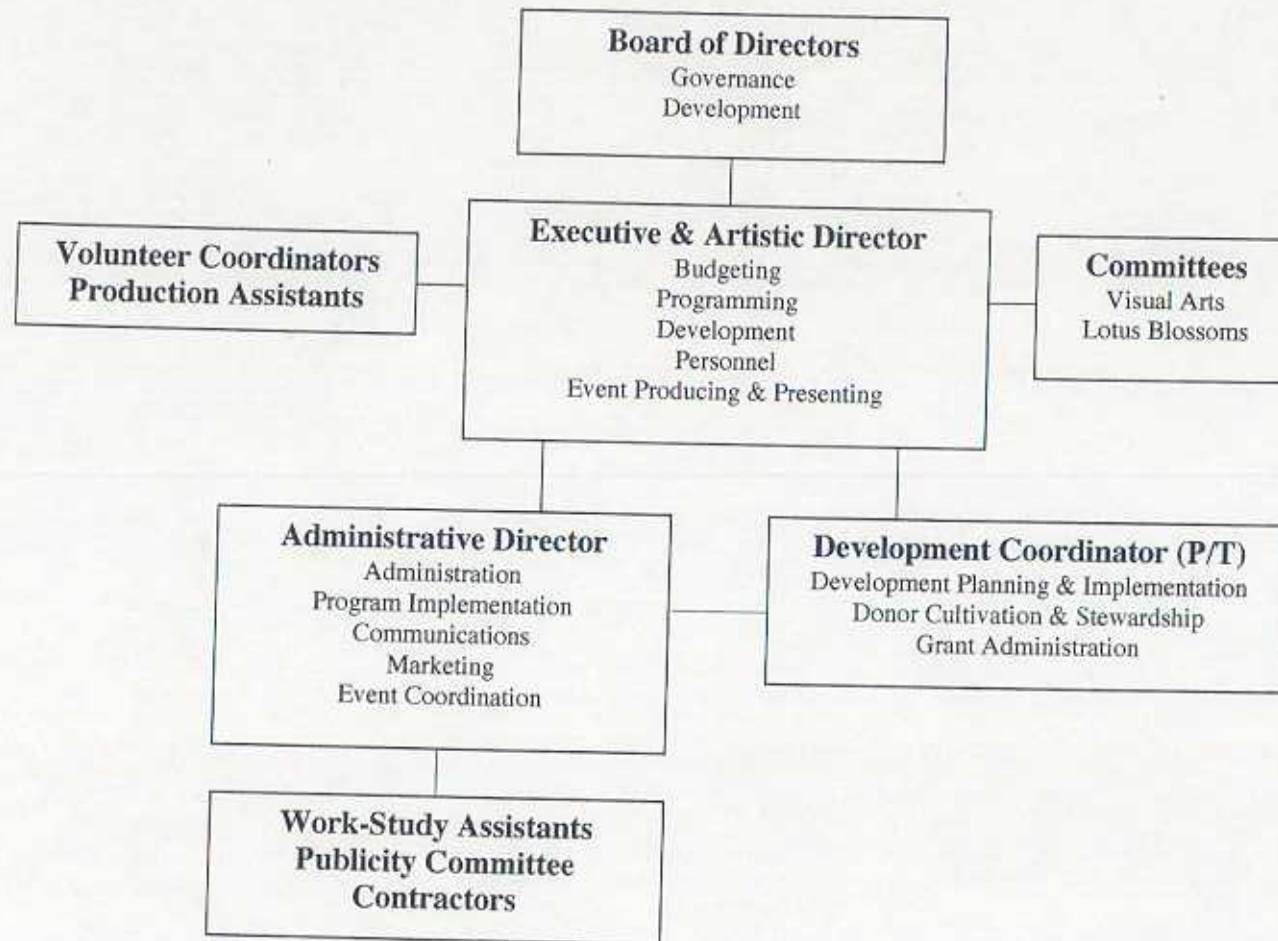 Board of Directors
Governance
Development
Executive & Artistic Director
Budgeting
Programming
Development
Personnel
Event Producing & Presenting
Volunteer Coordinators
Production Assistants
Committees
Visual Arts
Lotus Blossoms
Administrative Director
Administration
Program Implementation
Communications
Marketing
Event Coordination
Development Coordinator (P/T)
Development Planning & Implementation
Donor Cultivation & Stewardship
Grant Administration
Work-Study Assistants
Publicity Committee
Contractors